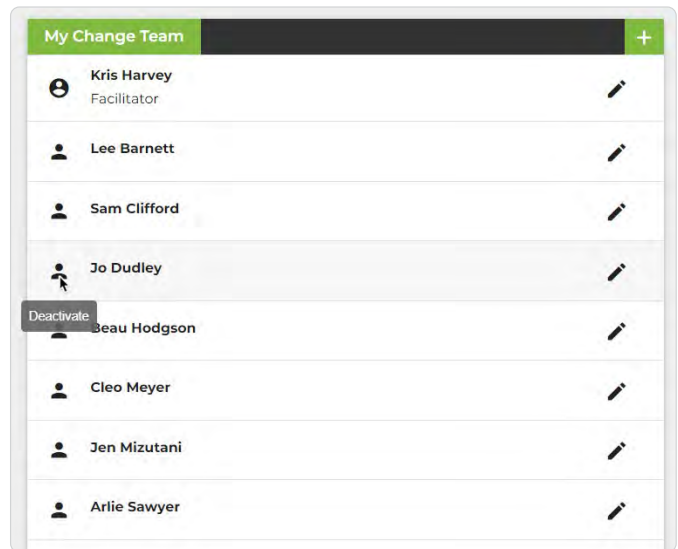 My Change Team
+
Kris Harvey
Facilitator
Lee Barnett
Sam Clifford
Jo Dudley
Deactivate
Beau Hodgson
Cleo Meyer
Jen Mizutani
Arlie Sawyer